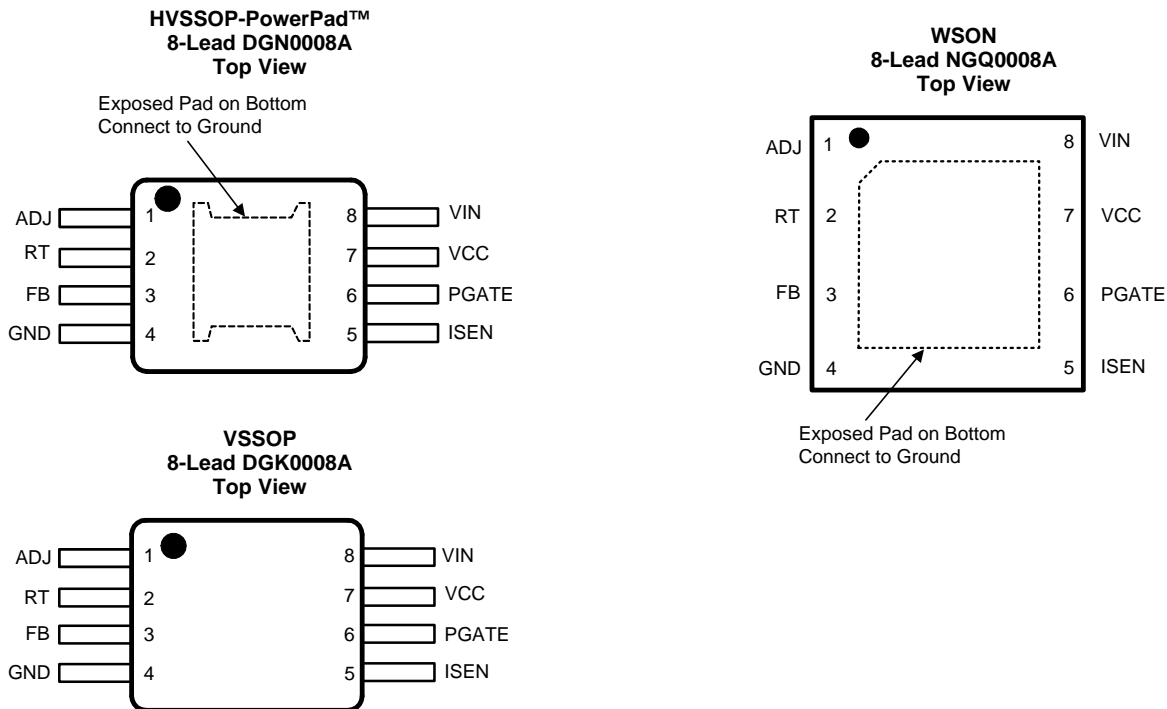 HVSSOP-PowerPad™
8-Lead DGN0008A
Top View
Exposed Pad on Bottom
Connect to Ground
ADJ 1 8 VIN
RT 2 7 VCC
FB 3 6 PGATE
GND 4 5 ISEN
VSSOP
8-Lead DGK0008A
Top View
ADJ 1 8 VIN
RT 2 7 VCC
FB 3 6 PGATE
GND 4 5 ISEN
WSON
8-Lead NGQ0008A
Top View
ADJ 1 8 VIN
RT 2 7 VCC
FB 3 6 PGATE
GND 4 5 ISEN
Exposed Pad on Bottom
Connect to Ground